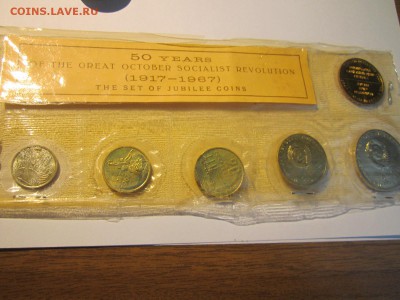 COINS.LAVE.RU
50 YEARS
OF THE GREAT OCTOBER SOCIALIST REVOLUTION
(1917-1967)
THE SET OF JUBILEE COINS